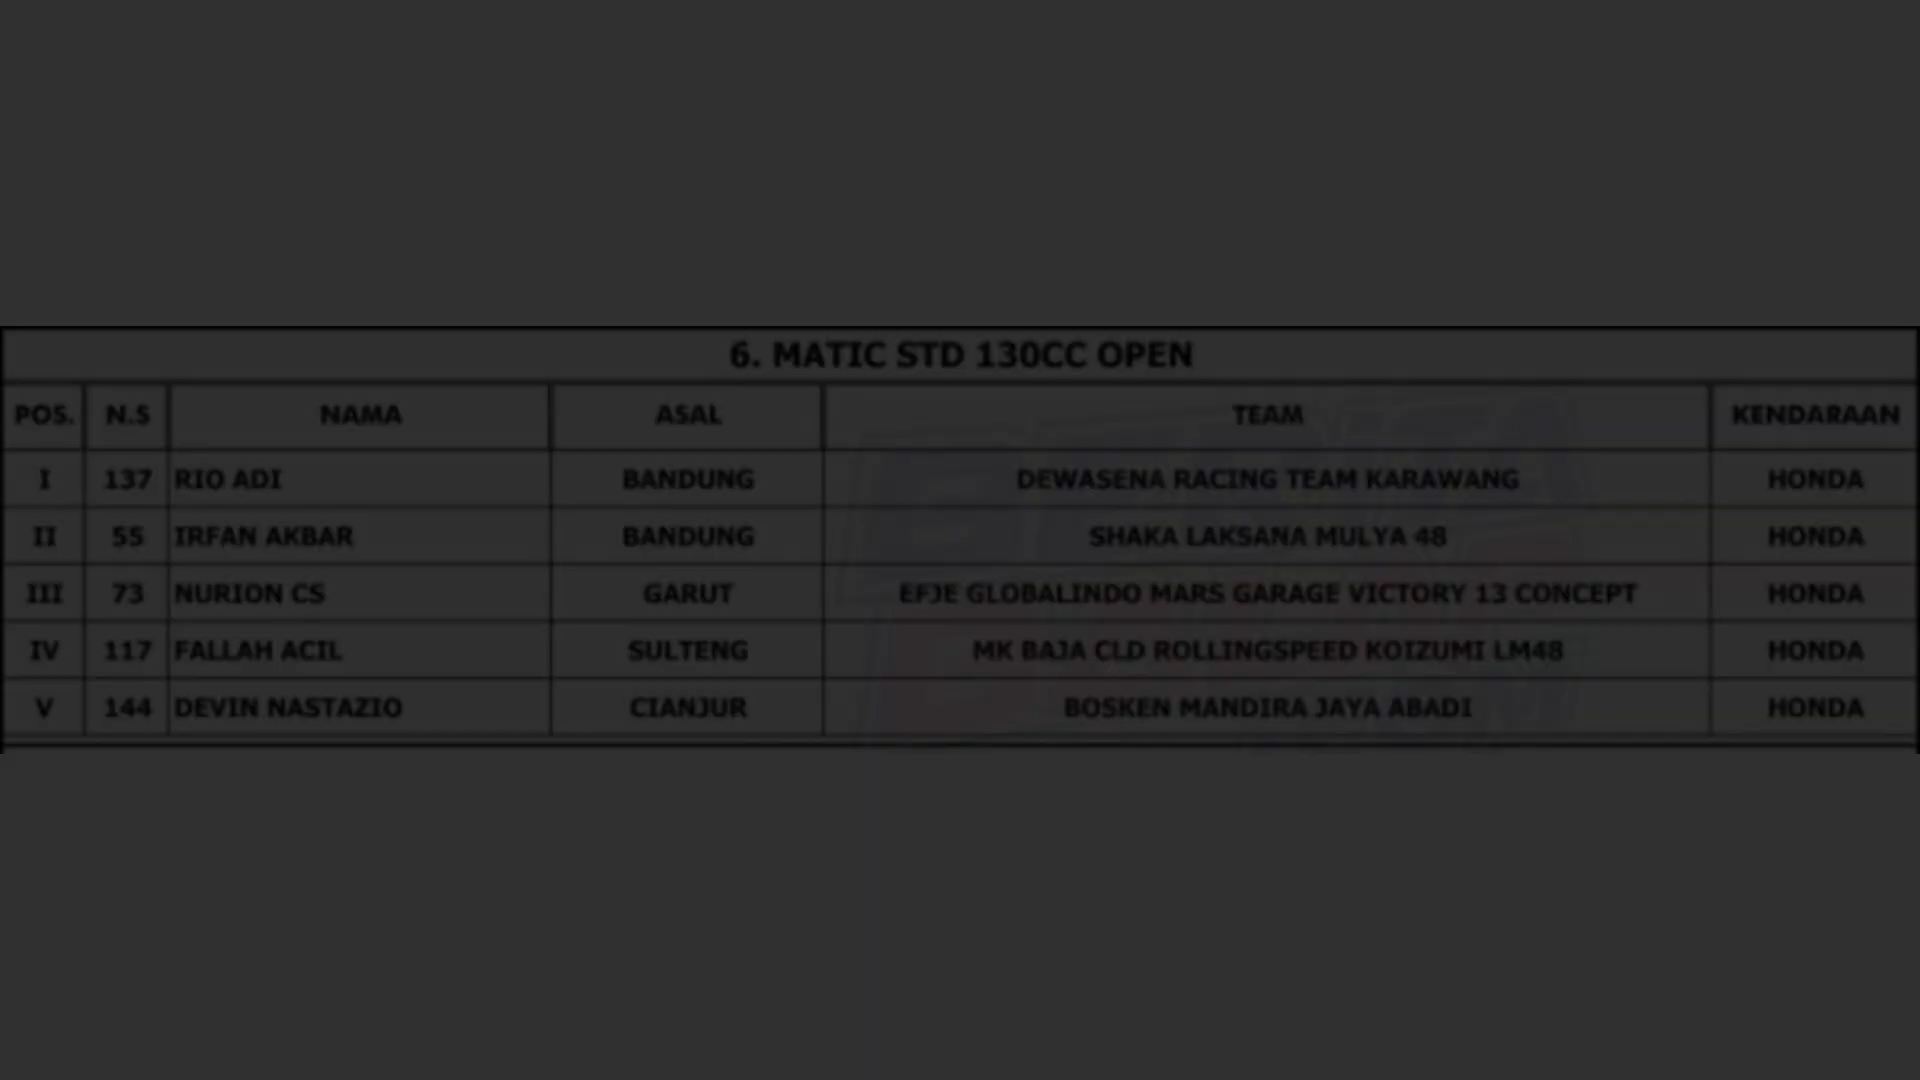 6. MATIC STD 130CC OPEN
POS. N.S NAMA ASAL TEAM KENDARAAN
I 137 RIO ADI BANDUNG DEWASENA RACING TEAM KARAWANG HONDA
II 55 IRFAN AKBAR BANDUNG SHAKA LAKSANA MULYA 48 HONDA
III 73 NURION CS GARUT EFJE GLOBALINDO MARS GARAGE VICTORY 13 CONCEPT HONDA
IV 117 FALLAH ACIL SULTENG MK BAJA CLD ROLLINGSPEED KOIZUMI LM48 HONDA
V 144 DEVIN NASTAZIO CIANJUR BOSKEN MANDIRA JAYA ABADI HONDA